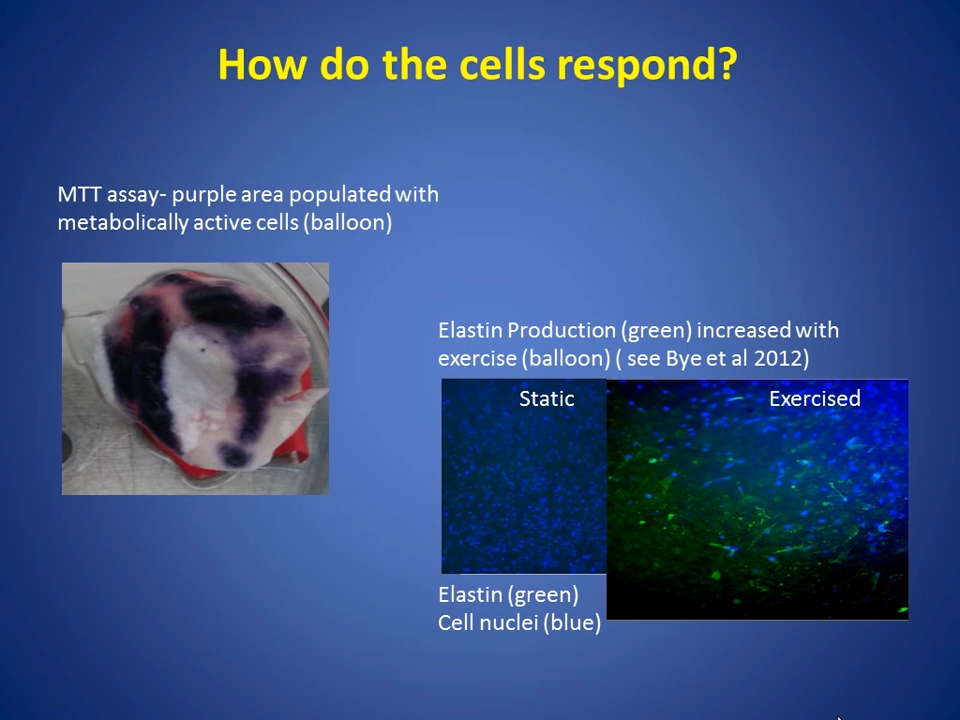 How do the cells respond?
MTT assay- purple area populated with
metabolically active cells (balloon)
Elastin Production (green) increased with
exercise (balloon) ( see Bye et al 2012)
Static
Exercised
Elastin (green)
Cell nuclei (blue)